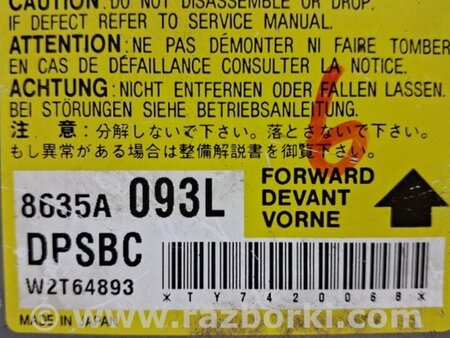 CAUTION: DO NOT DISASSEMBLE OR DROP.
IF DEFECT REFER TO SERVICE MANUAL.
ATTENTION:NE PAS DÉMONTER NI FAIRE TOMBER
EN CAS DE DÉFAILLANCE CONSULTER LA NOTICE.
ACHTUNG:NICHT ENTFERNEN ODER FALLEN LASSEN.
BEI STÖRUNGEN SIEHE BETRIEBSANLEITUNG.
注 意:分解しないで下さい。落とさないで下さい。
もし異常がある場合は整備解説書を御覧下さい。
6
8635A 093L
FORWARD
DEVANT
VORNE
DPSBC
W2T64893
*TY7420068*
MADE IN JAPAN
www.razborki.com